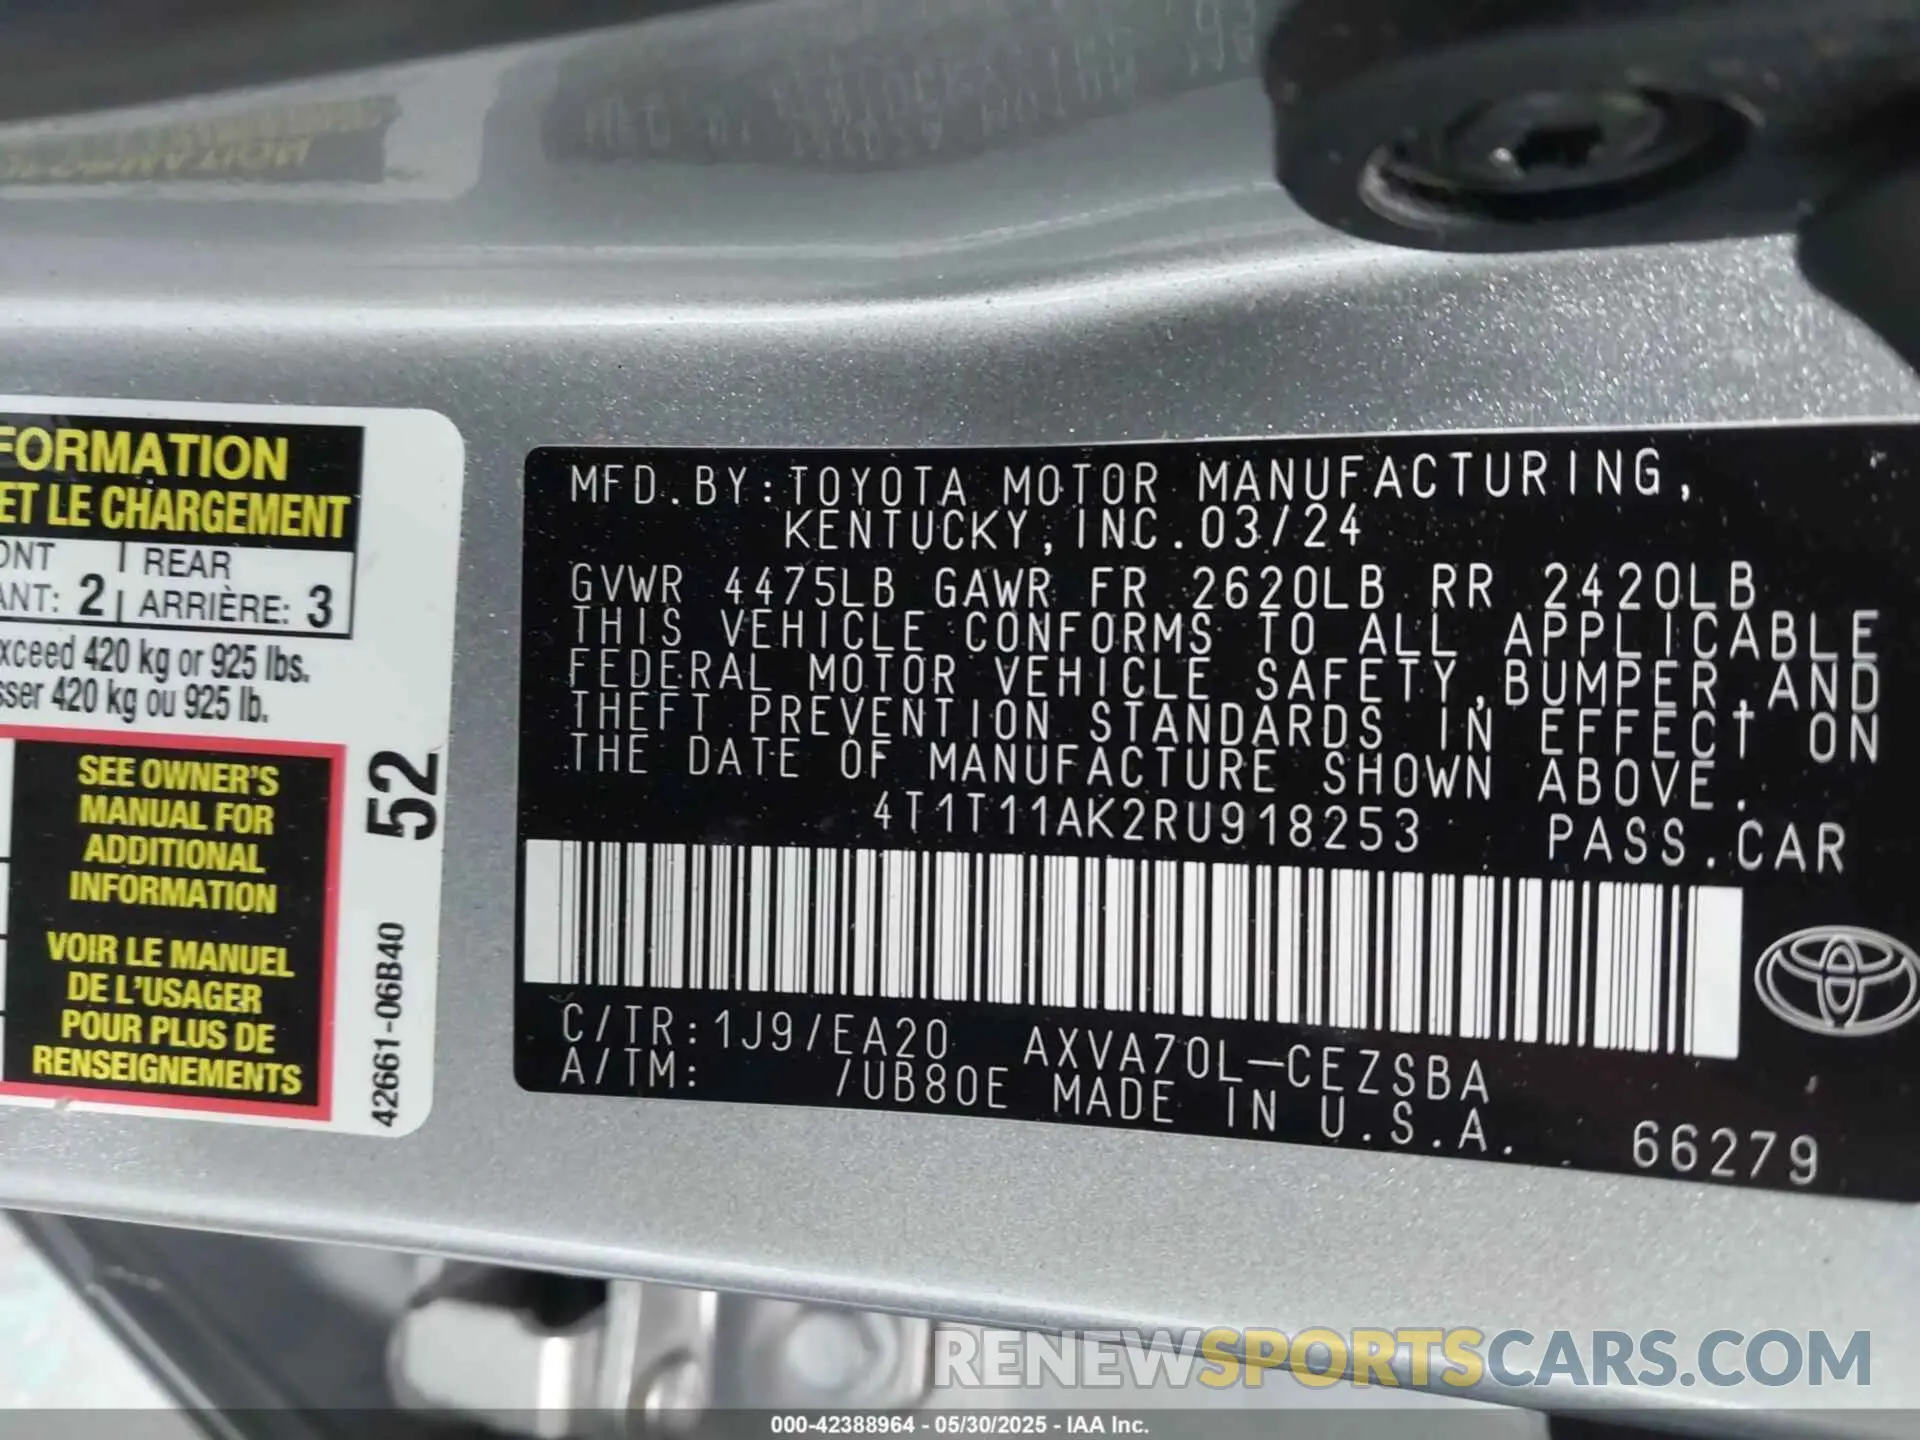 FORMATION
ET LE CHARGEMENT
ONT | REAR
ANT: 2 | ARRIÈRE: 3
xceed 420 kg or 925 lbs.
sser 420 kg ou 925 lb.
SEE OWNER'S
MANUAL FOR
ADDITIONAL
INFORMATION
VOIR LE MANUEL
DE L'USAGER
POUR PLUS DE
RENSEIGNEMENTS
52
42661-06B40
MFD.BY:TOYOTA MOTOR MANUFACTURING,
KENTUCKY,INC.03/24
GVWR 4475LB GAWR FR 2620LB RR 2420LB
THIS VEHICLE CONFORMS TO ALL APPLICABLE
FEDERAL MOTOR VEHICLE SAFETY,BUMPER,AND
THEFT PREVENTION STANDARDS IN EFFECT ON
THE DATE OF MANUFACTURE SHOWN ABOVE.
4T1T11AK2RU918253 PASS.CAR
C/TR:1J9/EA20 AXVA70L-CEZSBA
A/TM: /UB80E MADE IN U.S.A.
66279
RENEWSPORTSCARS.COM
000-42388964 - 05/30/2025 - IAA Inc.